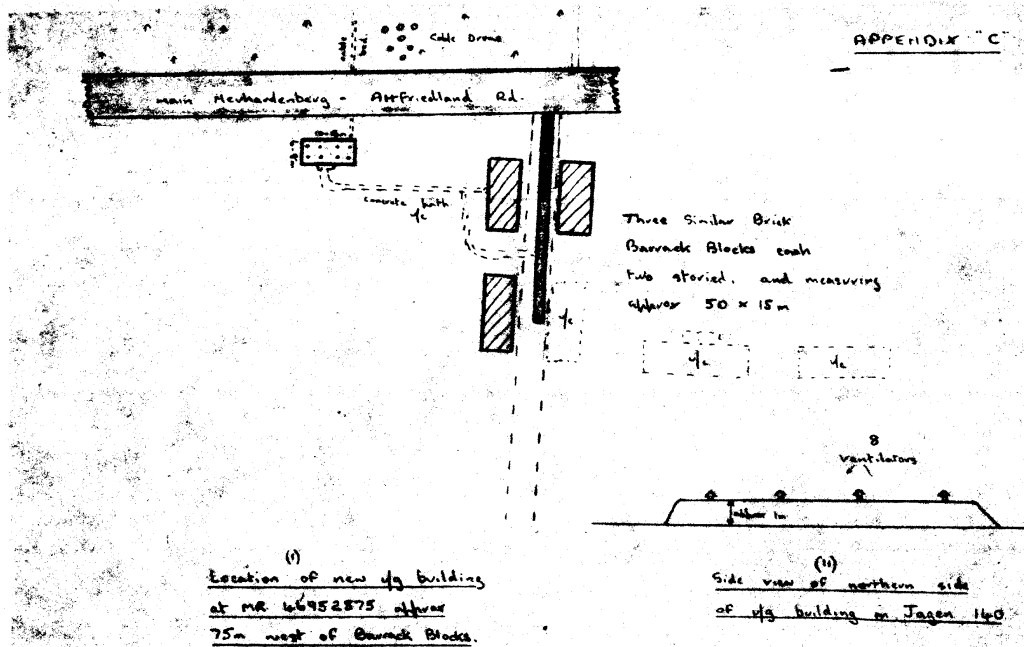 APPENDIX "C"
Cable Drums
main Neuhardenberg - Altfriedland Rd.
concrete path
u/c
Three Similar Brick
Barrack Blocks each
two storied, and measuring
approx 50 x 15m
u/c
u/c
u/c
8
Ventilators
approx 1m
(i)
Location of new u/g building
at MR 46952875 approx
75m west of Barrack Blocks.
(ii)
Side view of northern side
of u/g building in Jagen 140